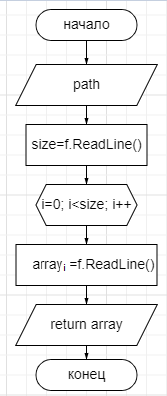 начало
path
size=f.ReadLine()
i=0; i<size; i++
arrayᵢ =f.ReadLine()
return array
конец